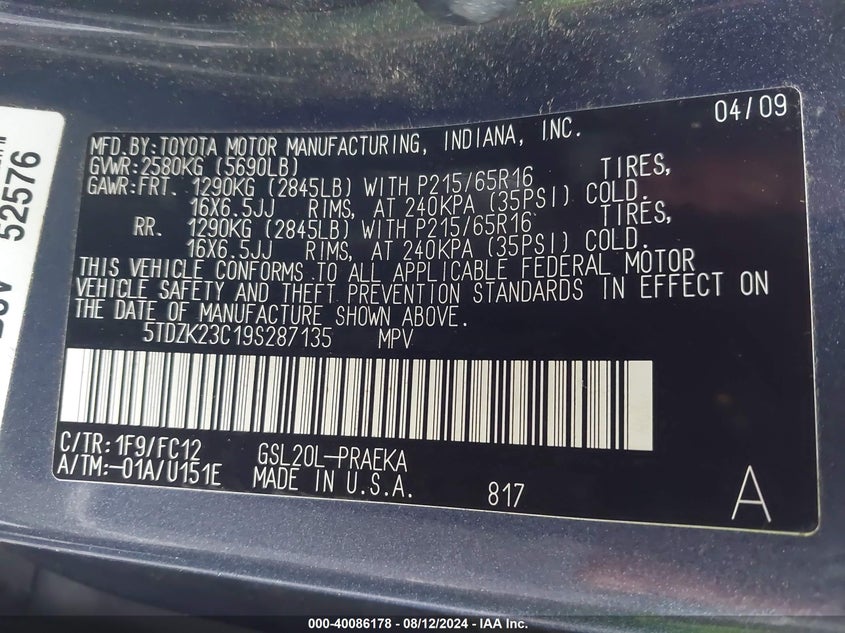 04/09
MFD.BY:TOYOTA MOTOR MANUFACTURING, INDIANA, INC.
GVWR:2580KG (5690LB)
GAWR:FRT. 1290KG (2845LB) WITH P215/65R16 TIRES,
16X6.5JJ RIMS, AT 240KPA (35PSI) COLD.
RR. 1290KG (2845LB) WITH P215/65R16 TIRES,
16X6.5JJ RIMS, AT 240KPA (35PSI) COLD.
THIS VEHICLE CONFORMS TO ALL APPLICABLE FEDERAL MOTOR
VEHICLE SAFETY AND THEFT PREVENTION STANDARDS IN EFFECT ON
THE DATE OF MANUFACTURE SHOWN ABOVE.
5TDZK23C19S287135 MPV
C/TR:1F9/FC12 GSL20L-PRAEKA
A/TM:-01A/U151E MADE IN U.S.A. 817 A
52576
000-40086178 - 08/12/2024 - IAA Inc.